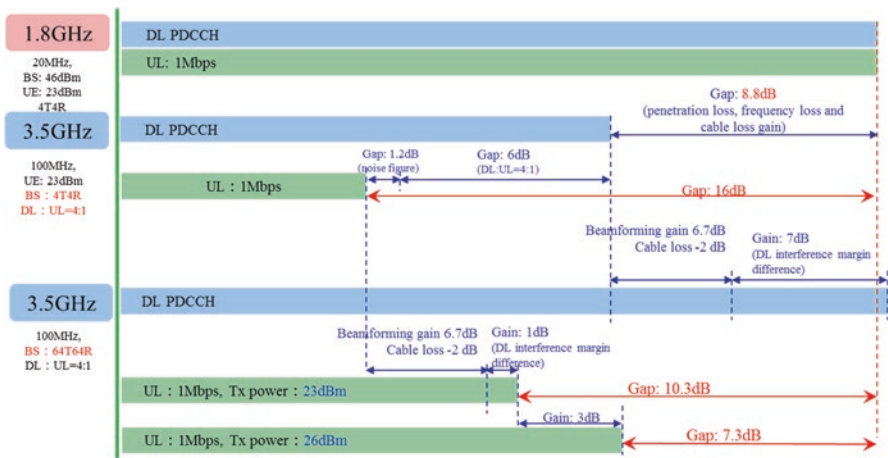 1.8GHz
DL PDCCH
20MHz,
BS: 46dBm
UE: 23dBm
4T4R
UL: 1Mbps
Gap: 8.8dB
(penetration loss, frequency loss and
cable loss gain)
3.5GHz
DL PDCCH
100MHz,
UE: 23dBm
BS : 4T4R
DL : UL=4:1
Gap: 1.2dB
(noise figure)
Gap: 6dB
(DL:UL=4:1)
UL : 1Mbps
Gap: 16dB
Beamforming gain 6.7dB
Cable loss -2 dB
Gain: 7dB
(DL interference margin
difference)
3.5GHz
DL PDCCH
100MHz,
BS : 64T64R
DL : UL=4:1
Beamforming gain 6.7dB
Cable loss -2 dB
Gain: 1dB
(DL interference margin
difference)
UL : 1Mbps, Tx power : 23dBm
Gap: 10.3dB
Gain: 3dB
UL : 1Mbps, Tx power : 26dBm
Gap: 7.3dB